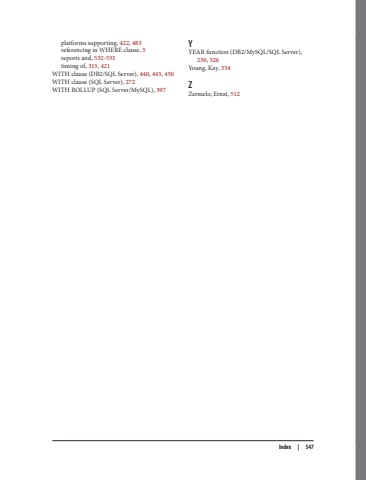 platforms supporting, 422, 483
referencing in WHERE clause, 5
reports and, 532-533
timing of, 315, 421
WITH clause (DB2/SQL Server), 440, 445, 450
WITH clause (SQL Server), 272
WITH ROLLUP (SQL Server/MySQL), 397
Y
YEAR function (DB2/MySQL/SQL Server),
250, 326
Young, Kay, 354
Z
Zermelo, Ernst, 512
Index | 547